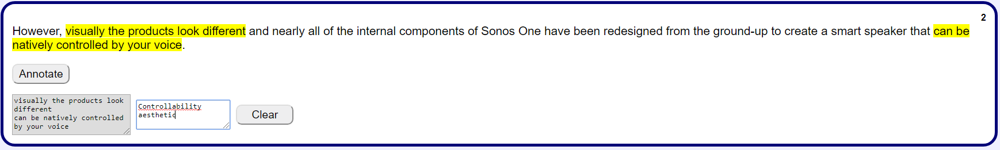 2
However, visually the products look different and nearly all of the internal components of Sonos One have been redesigned from the ground-up to create a smart speaker that can be
natively controlled by your voice.
Annotate
visually the products look
different
can be natively controlled
by your voice
Controllability
aesthetic
Clear